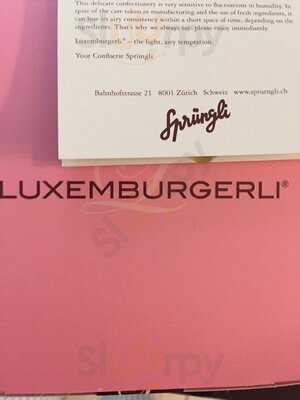 This delicate confectionery is very sensitive to fluctuations in humidity. In
spite of the care taken in manufacturing and the use of fresh ingredients, it
can lose its airy consistency within a short space of time, depending on the
ingredients. That's why we always say: please enjoy immediately.
Luxemburgerli® – the light, airy temptation.
Your Confiserie Sprüngli
Bahnhofstrasse 21 8001 Zürich Schweiz www.spruengli.ch
Sprüngli
LUXEMBURGERLI®